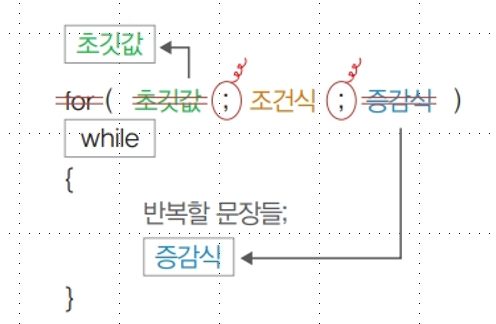 초깃값
for ( 초깃값 ; 조건식 ; 증감식 )
while
{
반복할 문장들;
증감식
}